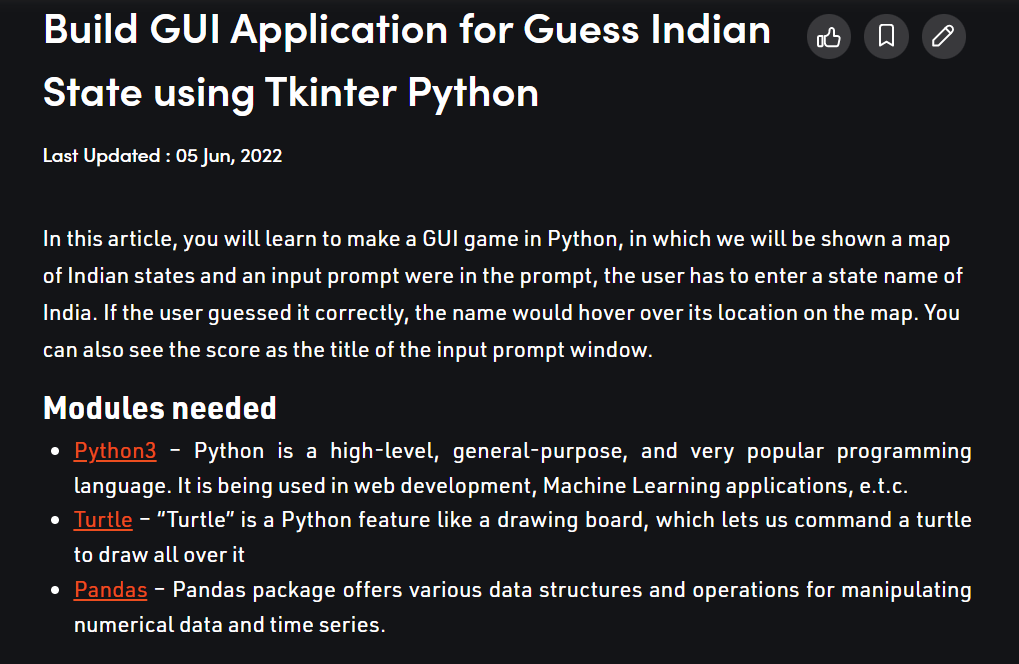 Build GUI Application for Guess Indian
State using Tkinter Python
Last Updated : 05 Jun, 2022
In this article, you will learn to make a GUI game in Python, in which we will be shown a map
of Indian states and an input prompt were in the prompt, the user has to enter a state name of
India. If the user guessed it correctly, the name would hover over its location on the map. You
can also see the score as the title of the input prompt window.
Modules needed
• Python3 – Python is a high-level, general-purpose, and very popular programming
language. It is being used in web development, Machine Learning applications, e.t.c.
• Turtle – “Turtle” is a Python feature like a drawing board, which lets us command a turtle
to draw all over it
• Pandas – Pandas package offers various data structures and operations for manipulating
numerical data and time series.